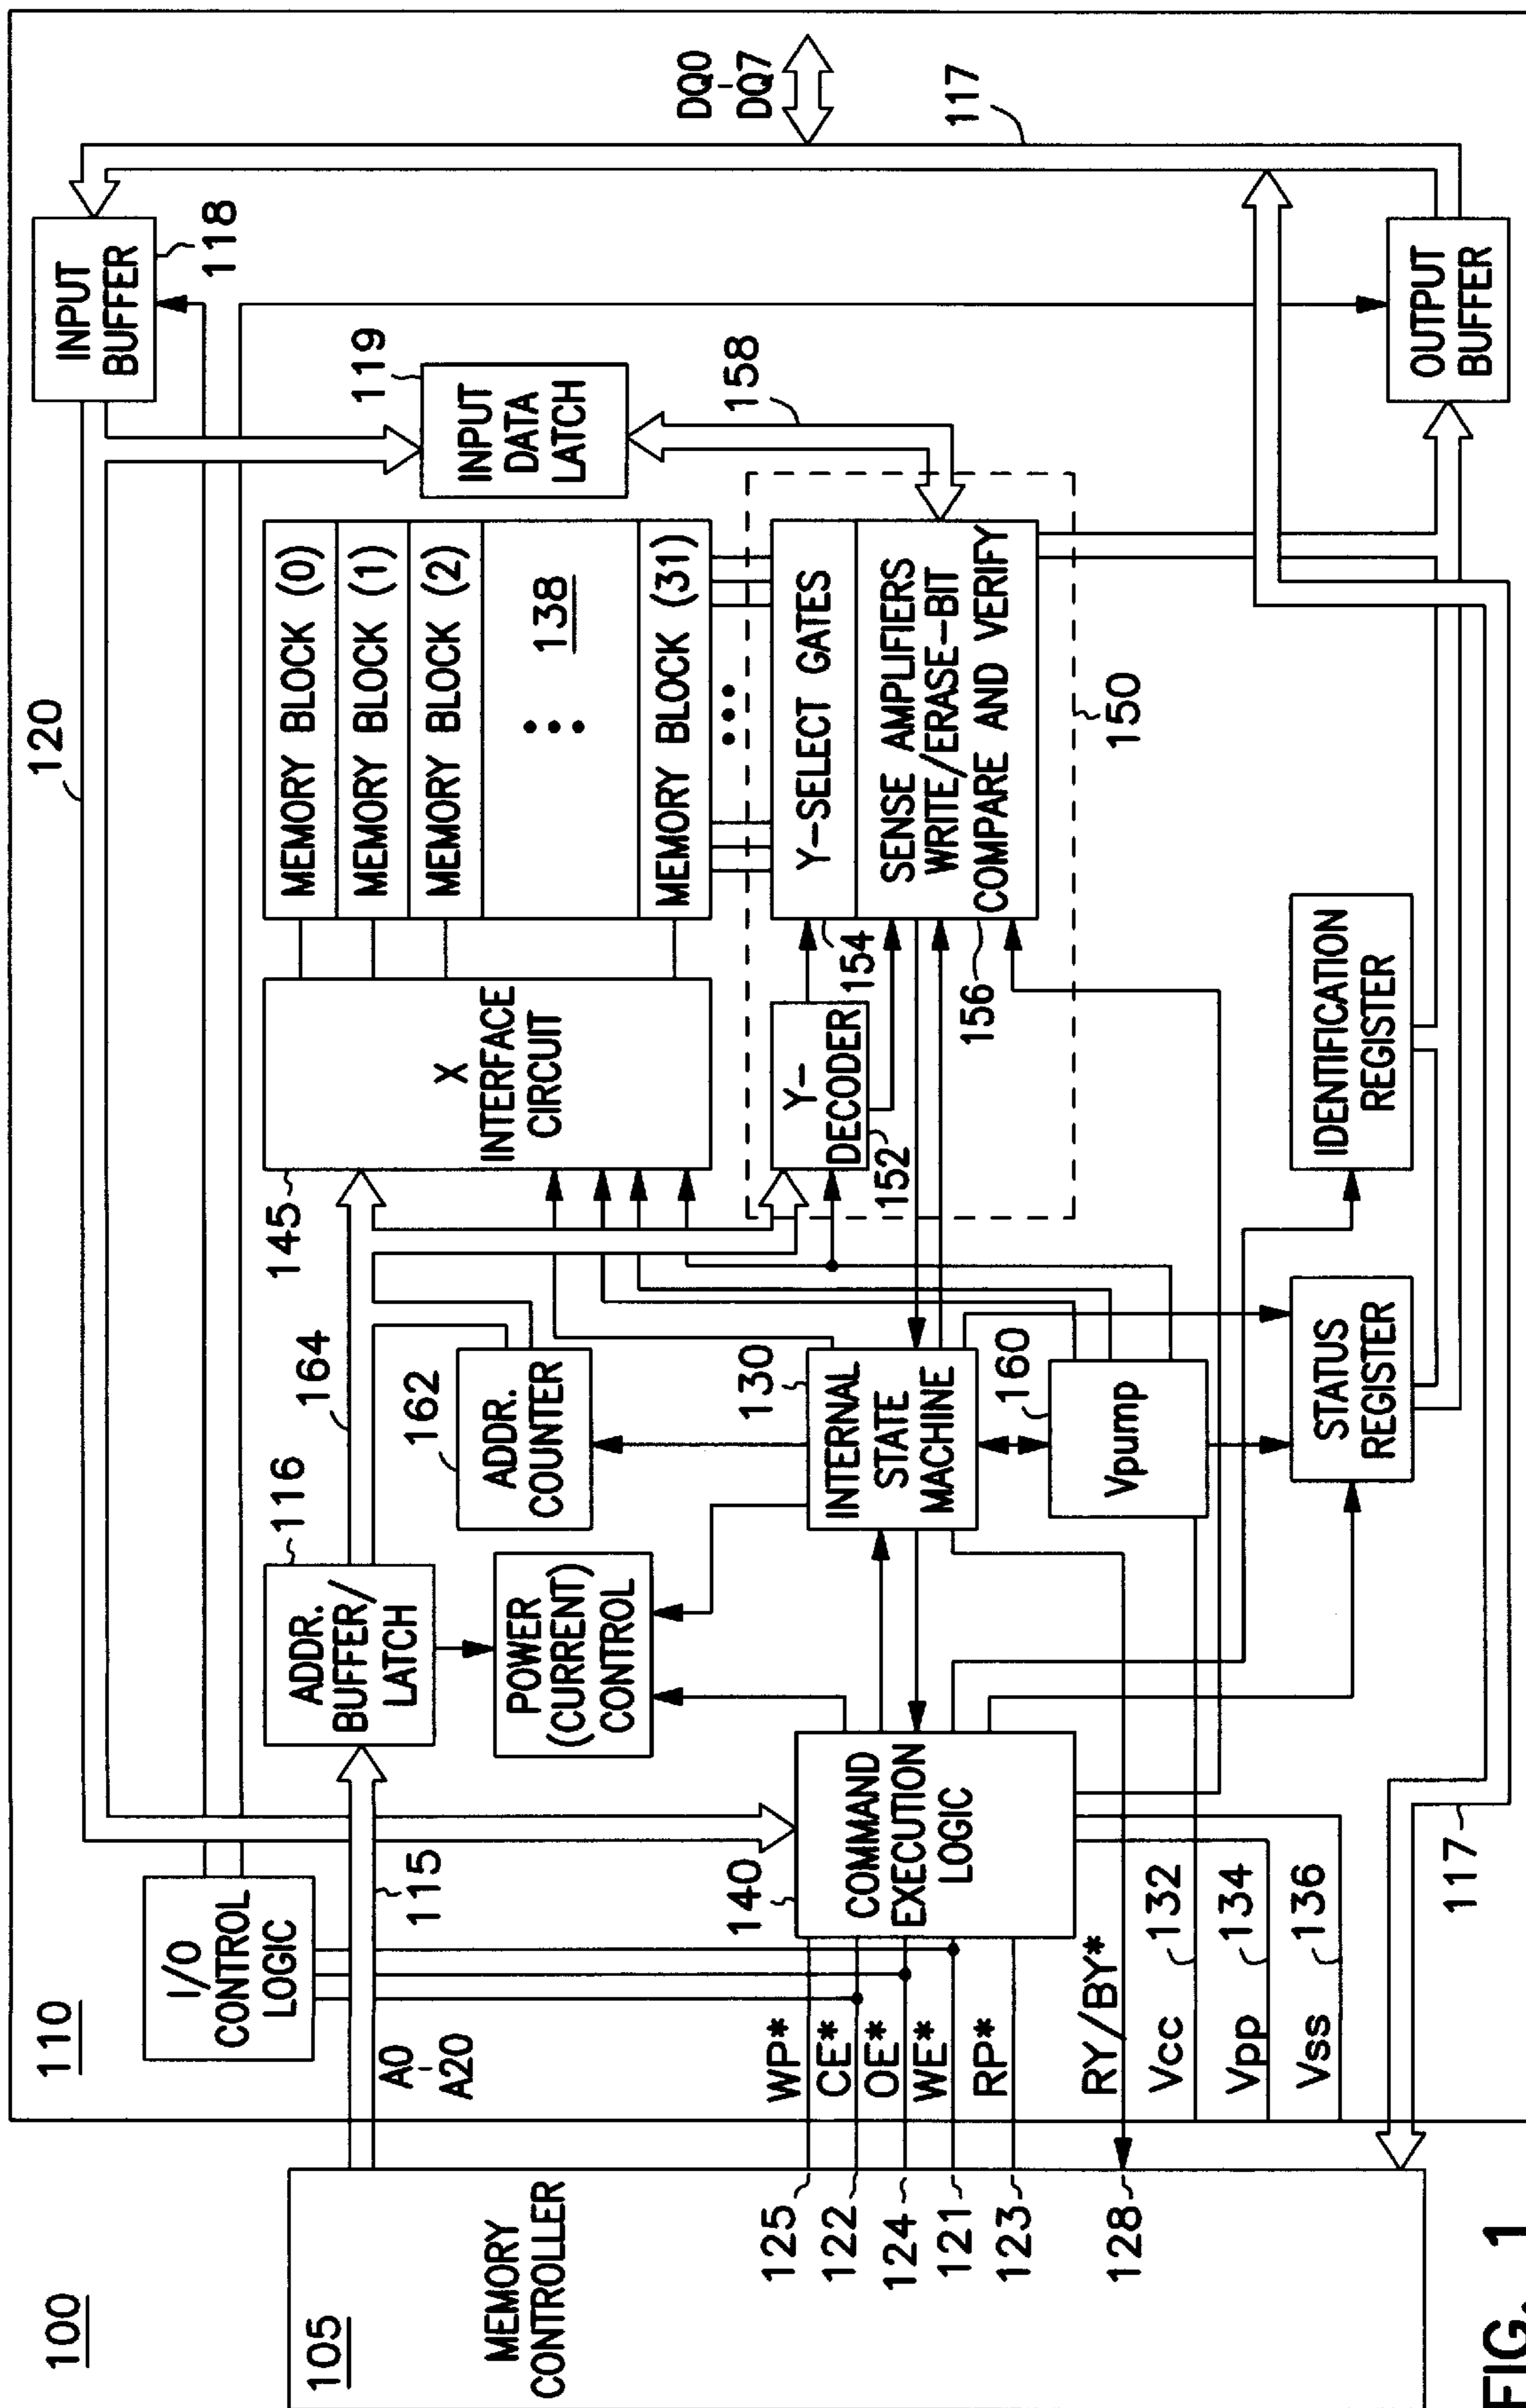 100
110
105
MEMORY
CONTROLLER
I/O
CONTROL
LOGIC
115
A0
-
A20
120
INPUT
BUFFER
118
ADDR.
BUFFER/
LATCH
116
164
145
X
INTERFACE
CIRCUIT
MEMORY BLOCK (0)
MEMORY BLOCK (1)
MEMORY BLOCK (2)
138
MEMORY BLOCK (31)
INPUT
DATA
LATCH
119
158
DQ0
-
DQ7
117
POWER
(CURRENT)
CONTROL
162
ADDR.
COUNTER
125
WP*
122
CE*
124
OE*
121
WE*
123
RP*
128
RY/BY*
140
COMMAND
EXECUTION
LOGIC
130
INTERNAL
STATE
MACHINE
Y-
DECODER
152
Y-SELECT GATES
154
SENSE AMPLIFIERS
WRITE/ERASE-BIT
COMPARE AND VERIFY
156
150
160
Vpump
Vcc
132
Vpp
134
Vss
136
STATUS
REGISTER
IDENTIFICATION
REGISTER
OUTPUT
BUFFER
117
FIG. 1